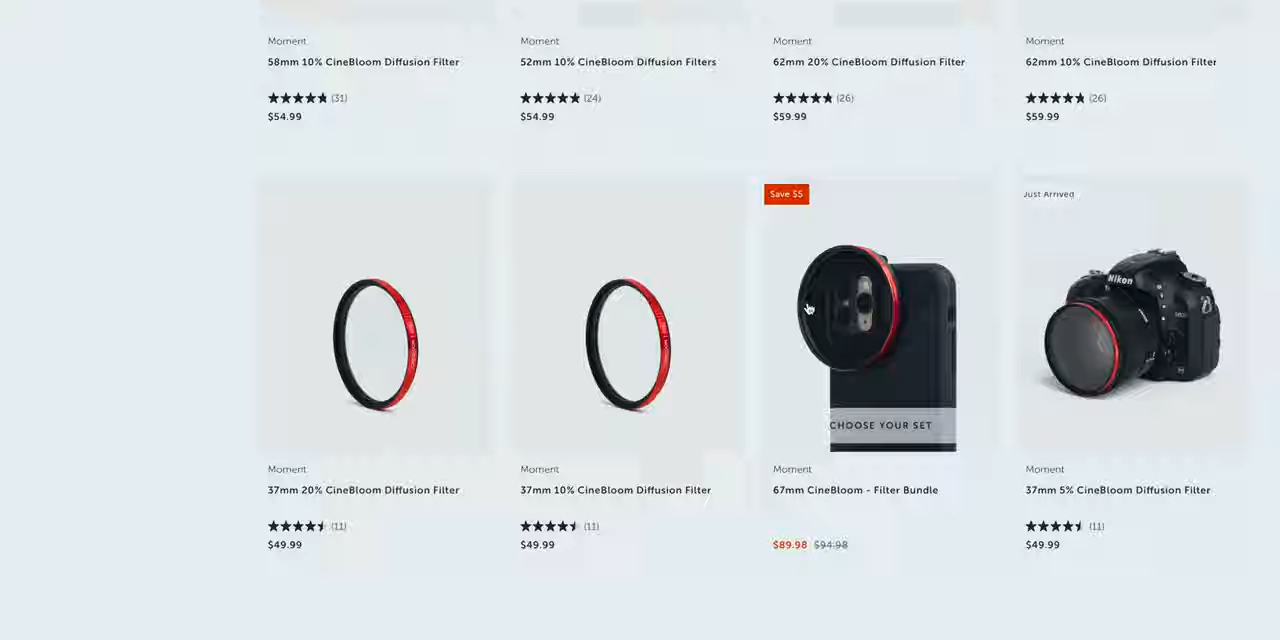 Moment
58mm 10% CineBloom Diffusion Filter
(31)
$54.99
Moment
52mm 10% CineBloom Diffusion Filters
(24)
$54.99
Moment
62mm 20% CineBloom Diffusion Filter
(26)
$59.99
Moment
62mm 10% CineBloom Diffusion Filter
(26)
$59.99
Moment
37mm 20% CineBloom Diffusion Filter
(11)
$49.99
Moment
37mm 10% CineBloom Diffusion Filter
(11)
$49.99
Save $5
CHOOSE YOUR SET
Moment
67mm CineBloom - Filter Bundle
$89.98 $94.98
Just Arrived
Nikon
Moment
37mm 5% CineBloom Diffusion Filter
(11)
$49.99